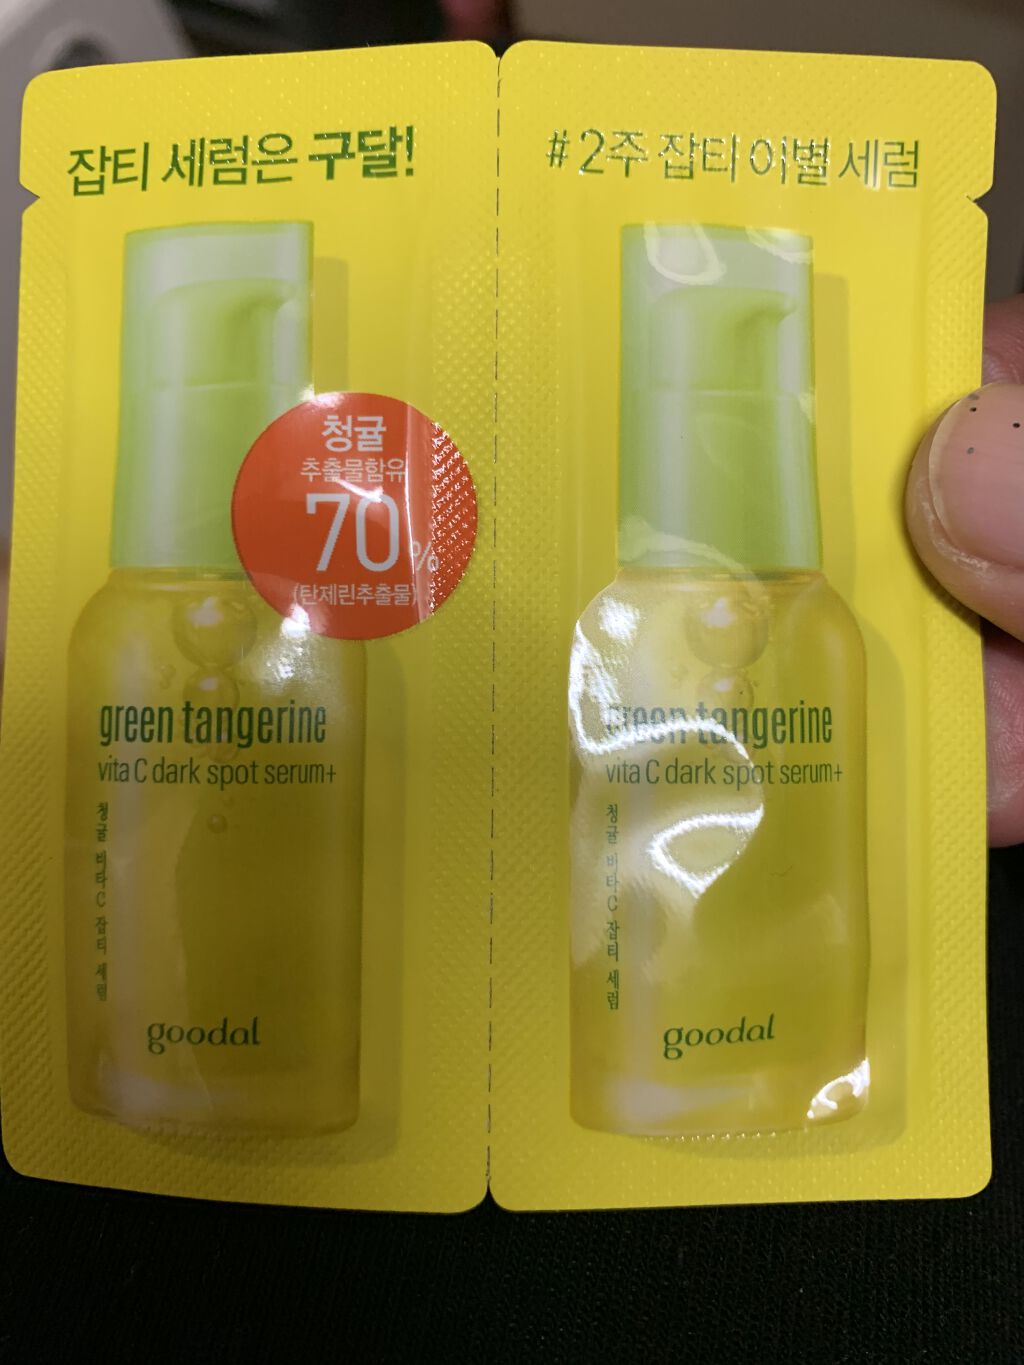 잡티 세럼은 구달!
청귤
추출물함유
70%
(탄제린추출물)
green tangerine
vita C dark spot serum+
청귤 비타C 잡티 세럼
goodal
#2주 잡티 이별 세럼
green tangerine
vita C dark spot serum+
청귤 비타C 잡티 세럼
goodal